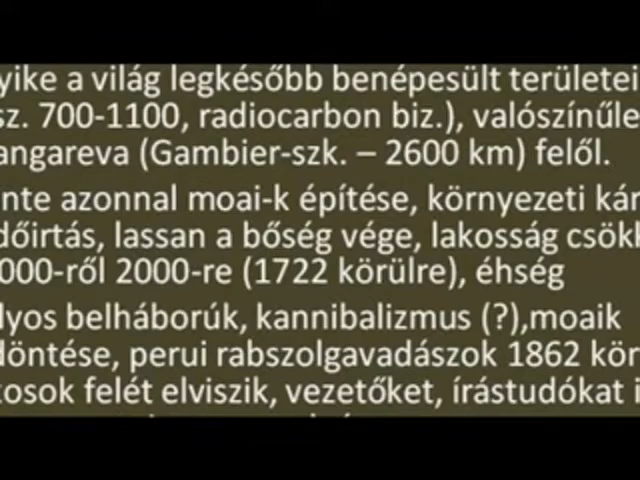 yike a világ legkésőbb benépesült területei
sz. 700-1100, radiocarbon biz.), valószínűle
angareva (Gambier-szk. – 2600 km) felől.
nte azonnal moai-k építése, környezeti kár
dőirtás, lassan a bőség vége, lakosság csökk
000-ről 2000-re (1722 körülre), éhség
lyos belháborúk, kannibalizmus (?),moaik
döntése, perui rabszolgavadászok 1862 kör
kosok felét elviszik, vezetőket, írástudókat i